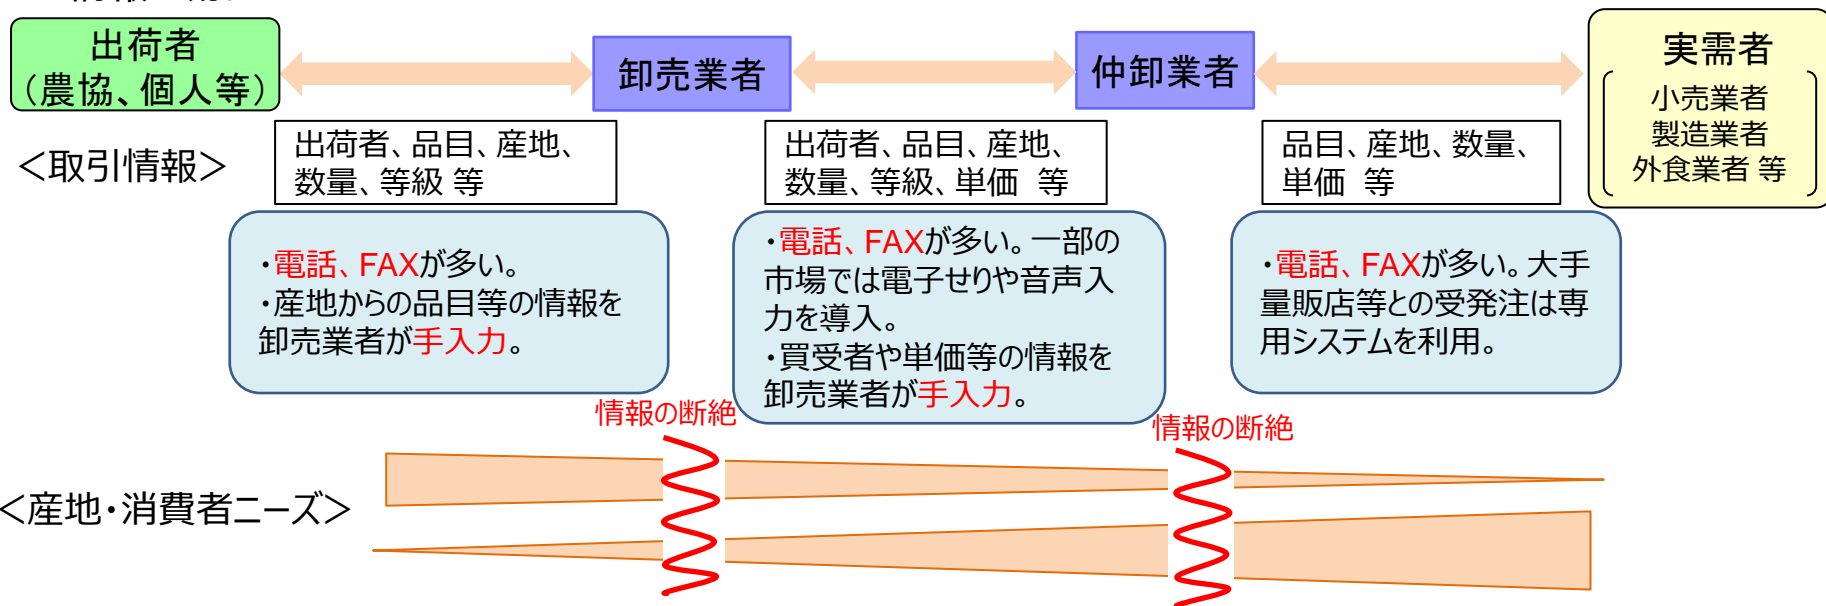 出荷者
（農協、個人等）
卸売業者
仲卸業者
実需者
小売業者
製造業者
外食業者 等
＜取引情報＞
出荷者、品目、産地、
数量、等級 等
出荷者、品目、産地、
数量、等級、単価 等
品目、産地、数量、
単価 等
・電話、FAXが多い。
・産地からの品目等の情報を
卸売業者が手入力。
・電話、FAXが多い。一部の
市場では電子せりや音声入
力を導入。
・買受者や単価等の情報を
卸売業者が手入力。
・電話、FAXが多い。大手
量販店等との受発注は専
用システムを利用。
情報の断絶
情報の断絶
＜産地・消費者ニーズ＞